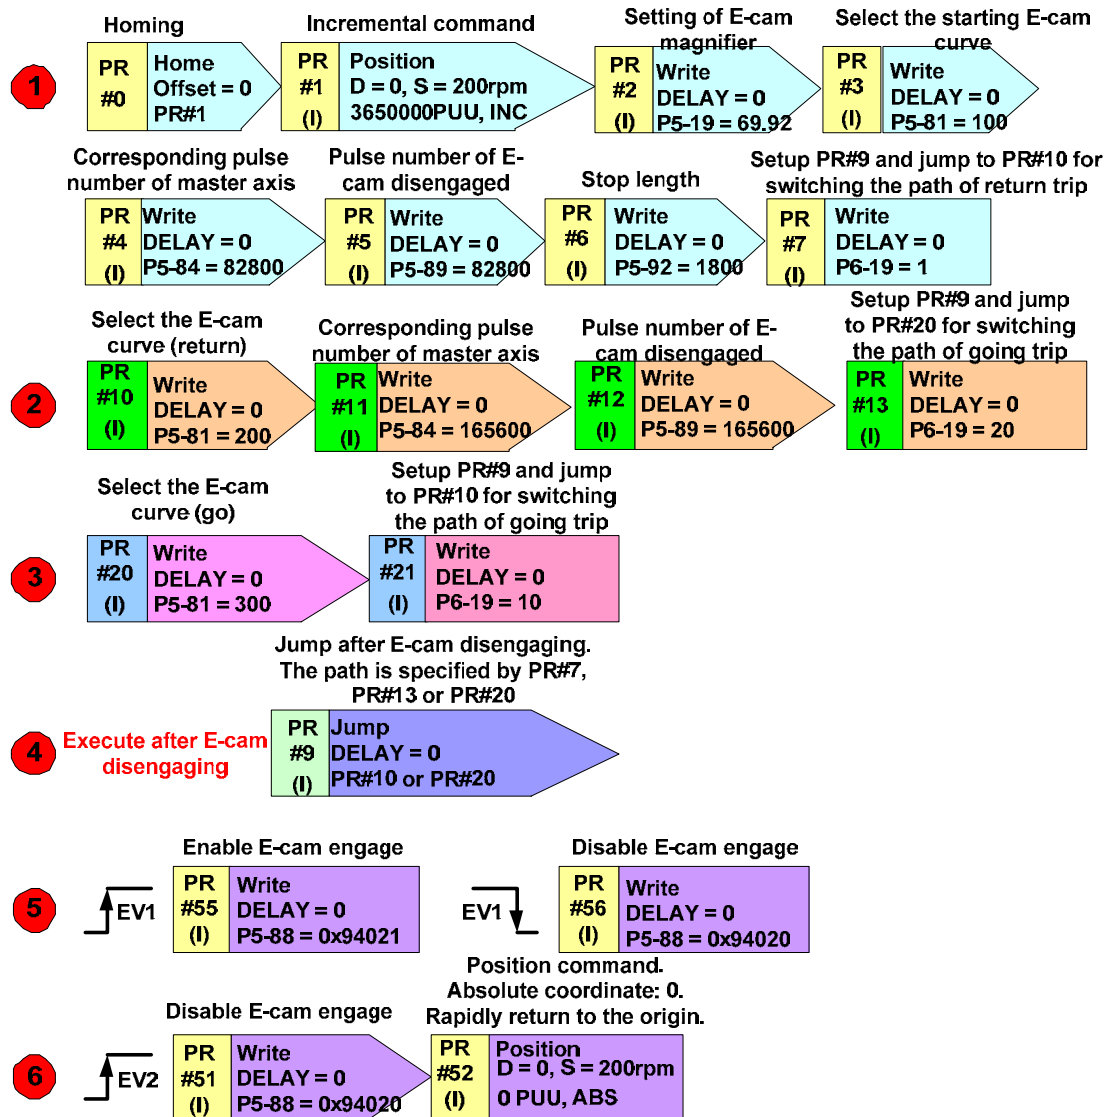 Homing
Incremental command
Setting of E-cam
magnifier
Select the starting E-cam
curve
1
PR
#0
Home
Offset = 0
PR#1
PR
#1
(I)
Position
D = 0, S = 200rpm
3650000PUU, INC
PR
#2
(I)
Write
DELAY = 0
P5-19 = 69.92
PR
#3
(I)
Write
DELAY = 0
P5-81 = 100
Corresponding pulse
number of master axis
Pulse number of E-
cam disengaged
Stop length
Setup PR#9 and jump to PR#10 for
switching the path of return trip
PR
#4
(I)
Write
DELAY = 0
P5-84 = 82800
PR
#5
(I)
Write
DELAY = 0
P5-89 = 82800
PR
#6
(I)
Write
DELAY = 0
P5-92 = 1800
PR
#7
(I)
Write
DELAY = 0
P6-19 = 1
Select the E-cam
curve (return)
Corresponding pulse
number of master axis
Pulse number of E-
cam disengaged
Setup PR#9 and jump
to PR#20 for switching
the path of going trip
2
PR
#10
(I)
Write
DELAY = 0
P5-81 = 200
PR
#11
(I)
Write
DELAY = 0
P5-84 = 165600
PR
#12
(I)
Write
DELAY = 0
P5-89 = 165600
PR
#13
(I)
Write
DELAY = 0
P6-19 = 20
Select the E-cam
curve (go)
Setup PR#9 and jump
to PR#10 for switching
the path of going trip
3
PR
#20
(I)
Write
DELAY = 0
P5-81 = 300
PR
#21
(I)
Write
DELAY = 0
P6-19 = 10
Jump after E-cam disengaging.
The path is specified by PR#7,
PR#13 or PR#20
4
Execute after E-cam
disengaging
PR
#9
(I)
Jump
DELAY = 0
PR#10 or PR#20
Enable E-cam engage
Disable E-cam engage
5
EV1
PR
#55
(I)
Write
DELAY = 0
P5-88 = 0x94021
EV1
PR
#56
(I)
Write
DELAY = 0
P5-88 = 0x94020
Disable E-cam engage
Position command.
Absolute coordinate: 0.
Rapidly return to the origin.
6
EV2
PR
#51
(I)
Write
DELAY = 0
P5-88 = 0x94020
PR
#52
(I)
Position
D = 0, S = 200rpm
0 PUU, ABS